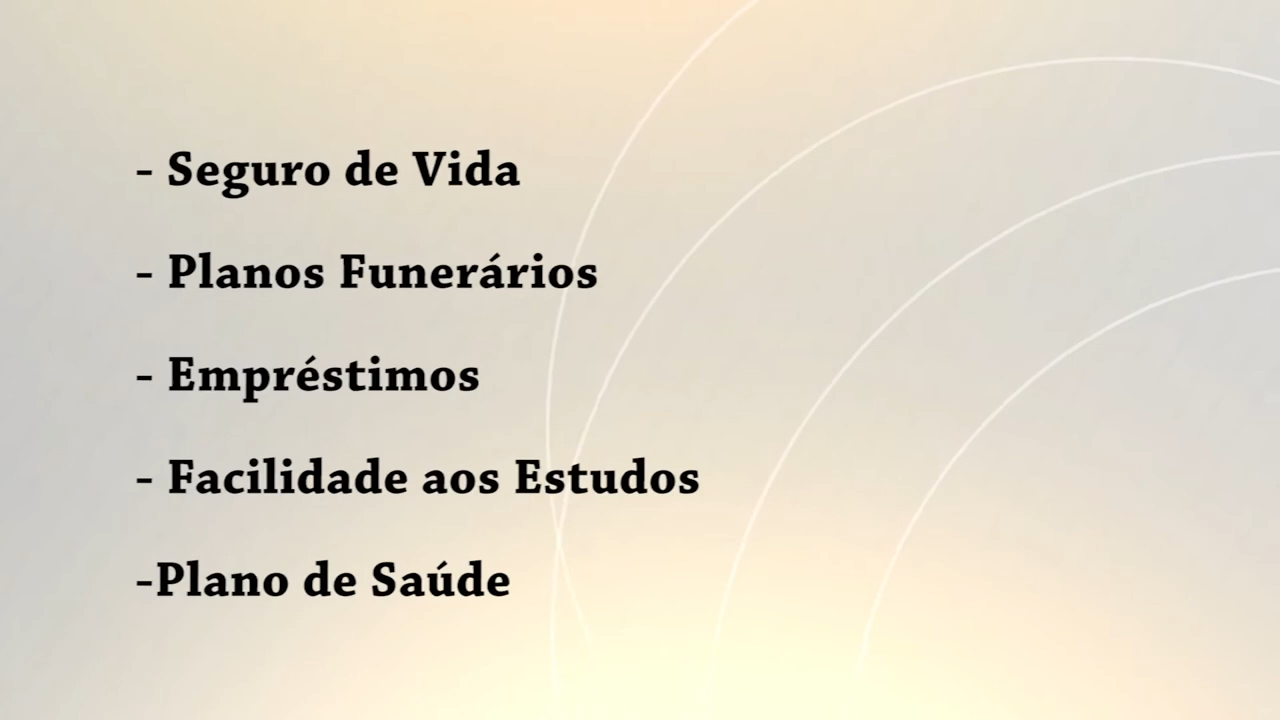 - Seguro de Vida
- Planos Funerários
- Empréstimos
- Facilidade aos Estudos
-Plano de Saúde